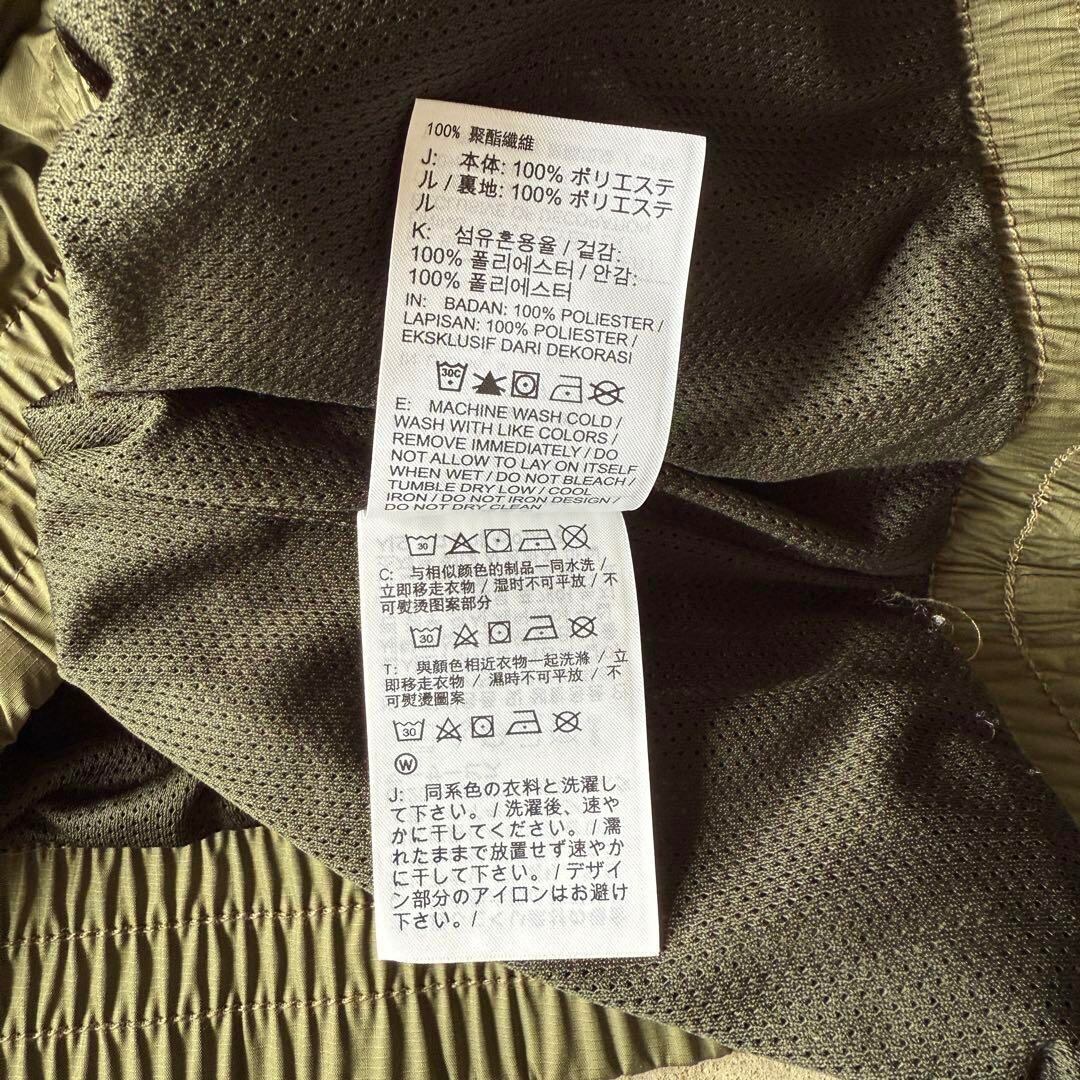 100% 聚酯纖維
J: 本体: 100% ポリエステ
ル / 裏地: 100% ポリエステ
ル
K: 섬유혼용율 / 겉감:
100% 폴리에스터 / 안감:
100% 폴리에스터
IN: BADAN: 100% POLIESTER /
LAPISAN: 100% POLIESTER /
EKSKLUSIF DARI DEKORASI
30C
E: MACHINE WASH COLD /
WASH WITH LIKE COLORS /
REMOVE IMMEDIATELY / DO
NOT ALLOW TO LAY ON ITSELF
WHEN WET / DO NOT BLEACH /
TUMBLE DRY LOW / COOL
IRON / DO NOT IRON DESIGN /
DO NOT DRY CLEAN
30
C: 与相似颜色的制品一同水洗 /
立即移走衣物 / 湿时不可平放 / 不
可熨烫图案部分
30
T: 與顏色相近衣物一起洗滌 / 立
即移走衣物 / 濕時不可平放 / 不
可熨燙圖案
30
W
J: 同系色の衣料と洗濯し
て下さい。 / 洗濯後、速や
かに干してください。 / 濡
れたままで放置せず速やか
に干して下さい。 / デザイ
ン部分のアイロンはお避け
下さい。 /